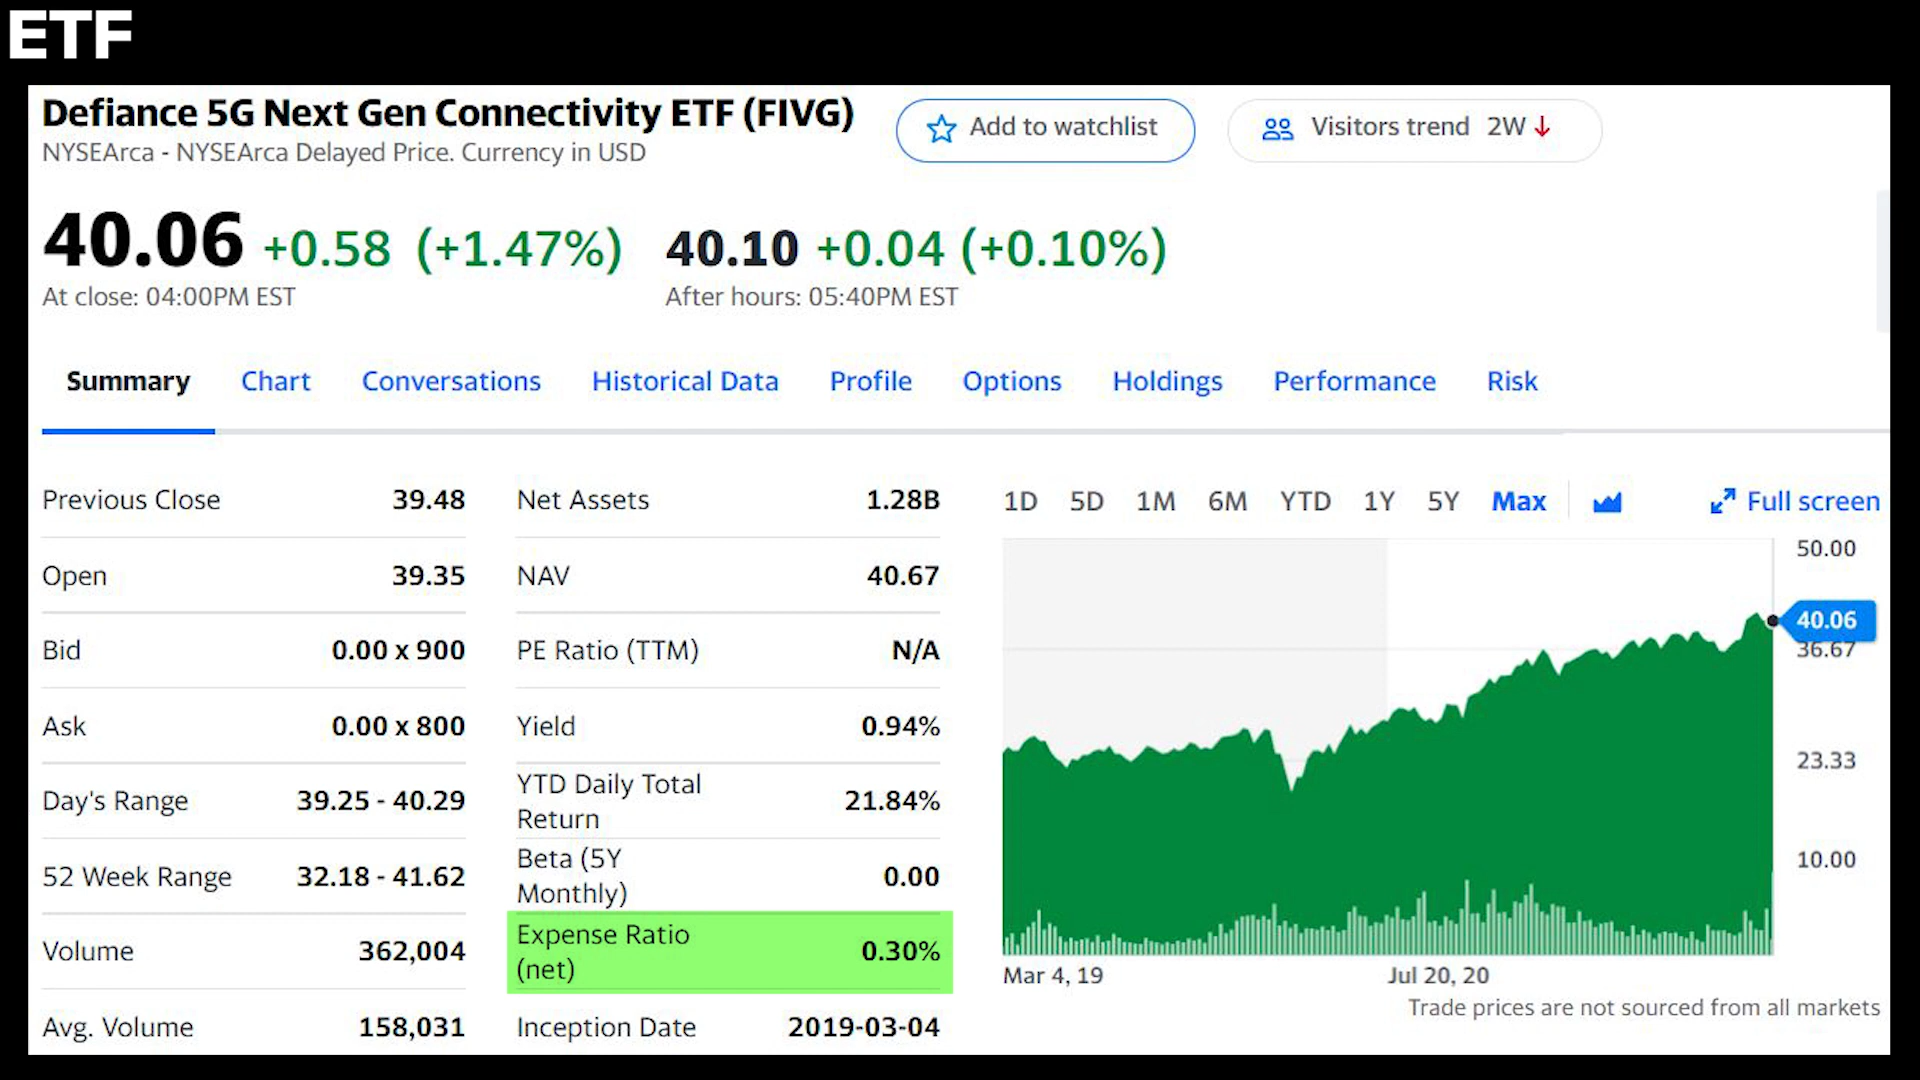 ETF
Defiance 5G Next Gen Connectivity ETF (FIVG)
Add to watchlist
Visitors trend 2W
NYSEArca - NYSEArca Delayed Price. Currency in USD
40.06 +0.58 (+1.47%)
40.10 +0.04 (+0.10%)
At close: 04:00PM EST
After hours: 05:40PM EST
Summary Chart Conversations Historical Data Profile Options Holdings Performance Risk
Previous Close 39.48
Open 39.35
Bid 0.00 x 900
Ask 0.00 x 800
Day's Range 39.25 - 40.29
52 Week Range 32.18 - 41.62
Volume 362,004
Avg. Volume 158,031
Net Assets 1.28B
NAV 40.67
PE Ratio (TTM) N/A
Yield 0.94%
YTD Daily Total
Return 21.84%
Beta (5Y
Monthly) 0.00
Expense Ratio
(net) 0.30%
Inception Date 2019-03-04
1D 5D 1M 6M YTD 1Y 5Y Max
Full screen
50.00
40.06
36.67
23.33
10.00
Mar 4, 19
Jul 20, 20
Trade prices are not sourced from all markets